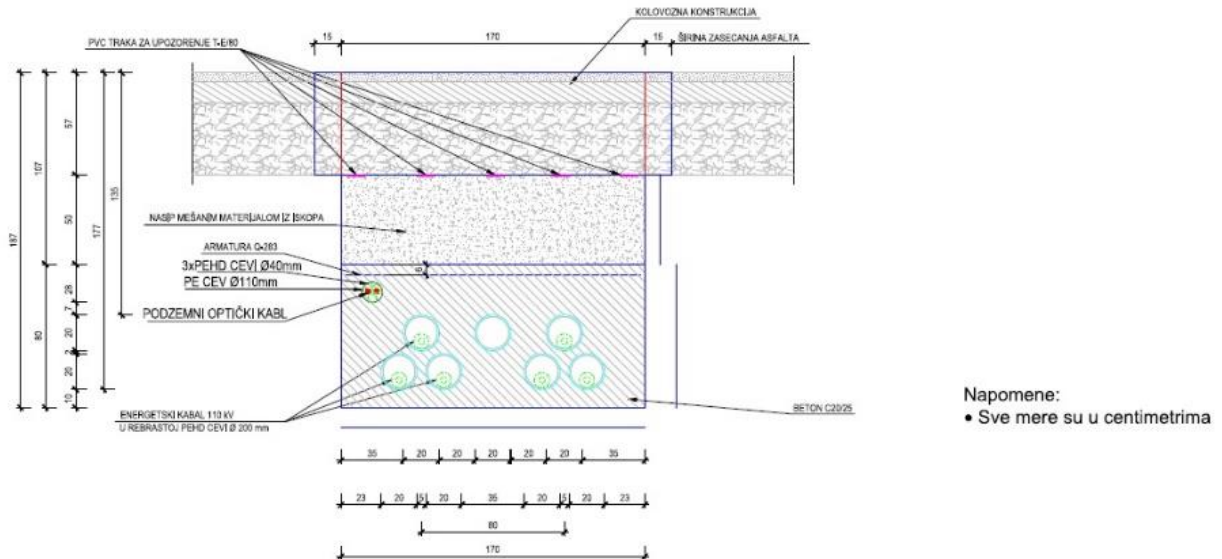 KOLOVOZNA KONSTRUKCIJA
PVC TRAKA ZA UPOZORENJE T-E/80
15
170
15
ŠIRINA ZASECANJA ASFALTA
187
107
80
57
50
28
7
20
2
20
10
177
135
NASIP MEŠANIM MATERIJALOM IZ ISKOPA
ARMATURA Q-283
6
3xPEHD CEVI Ø40mm
PE CEV Ø110mm
PODZEMNI OPTIČKI KABL
ENERGETSKI KABAL 110 kV
U REBRASTOJ PEHD CEVI Ø 200 mm
BETON C20/25
Napomene:
• Sve mere su u centimetrima
35 20 20 20 20 20 35
23 20 5 20 35 20 5 20 23
80
170